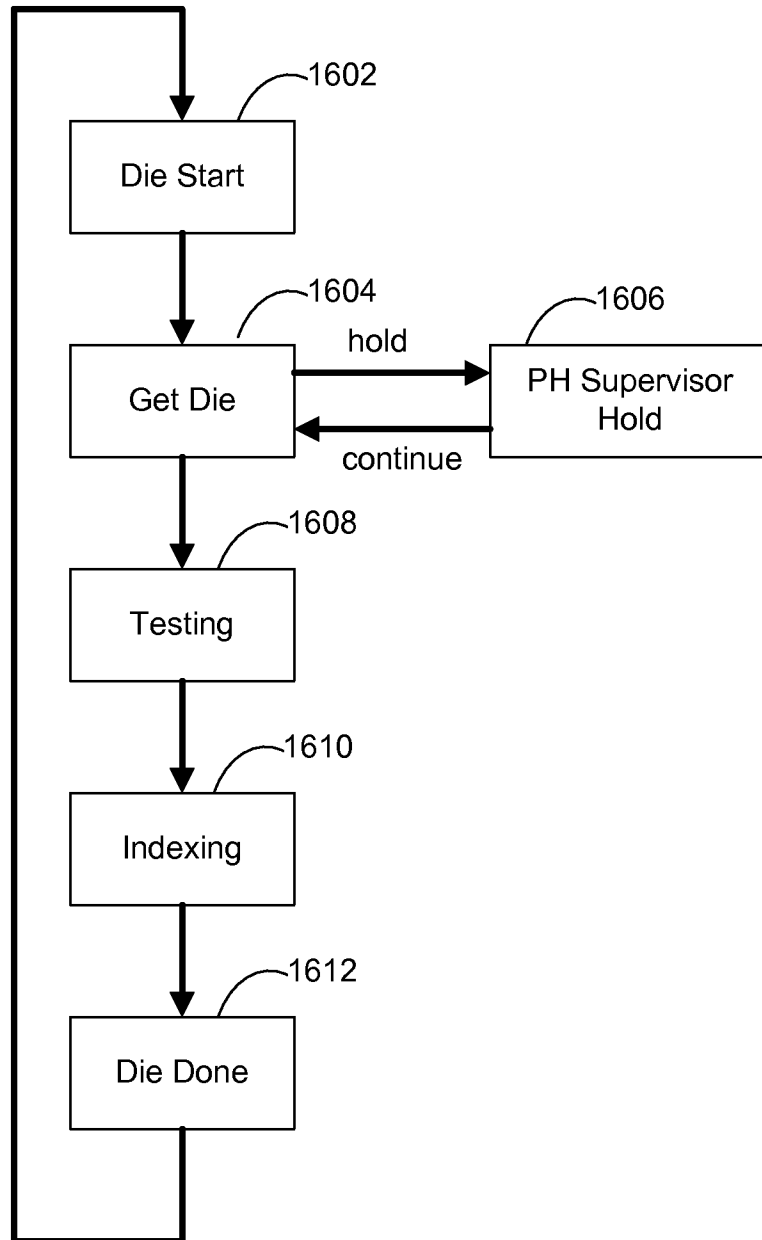 1602
Die Start
1604
1606
hold
Get Die
PH Supervisor
Hold
continue
1608
Testing
1610
Indexing
1612
Die Done